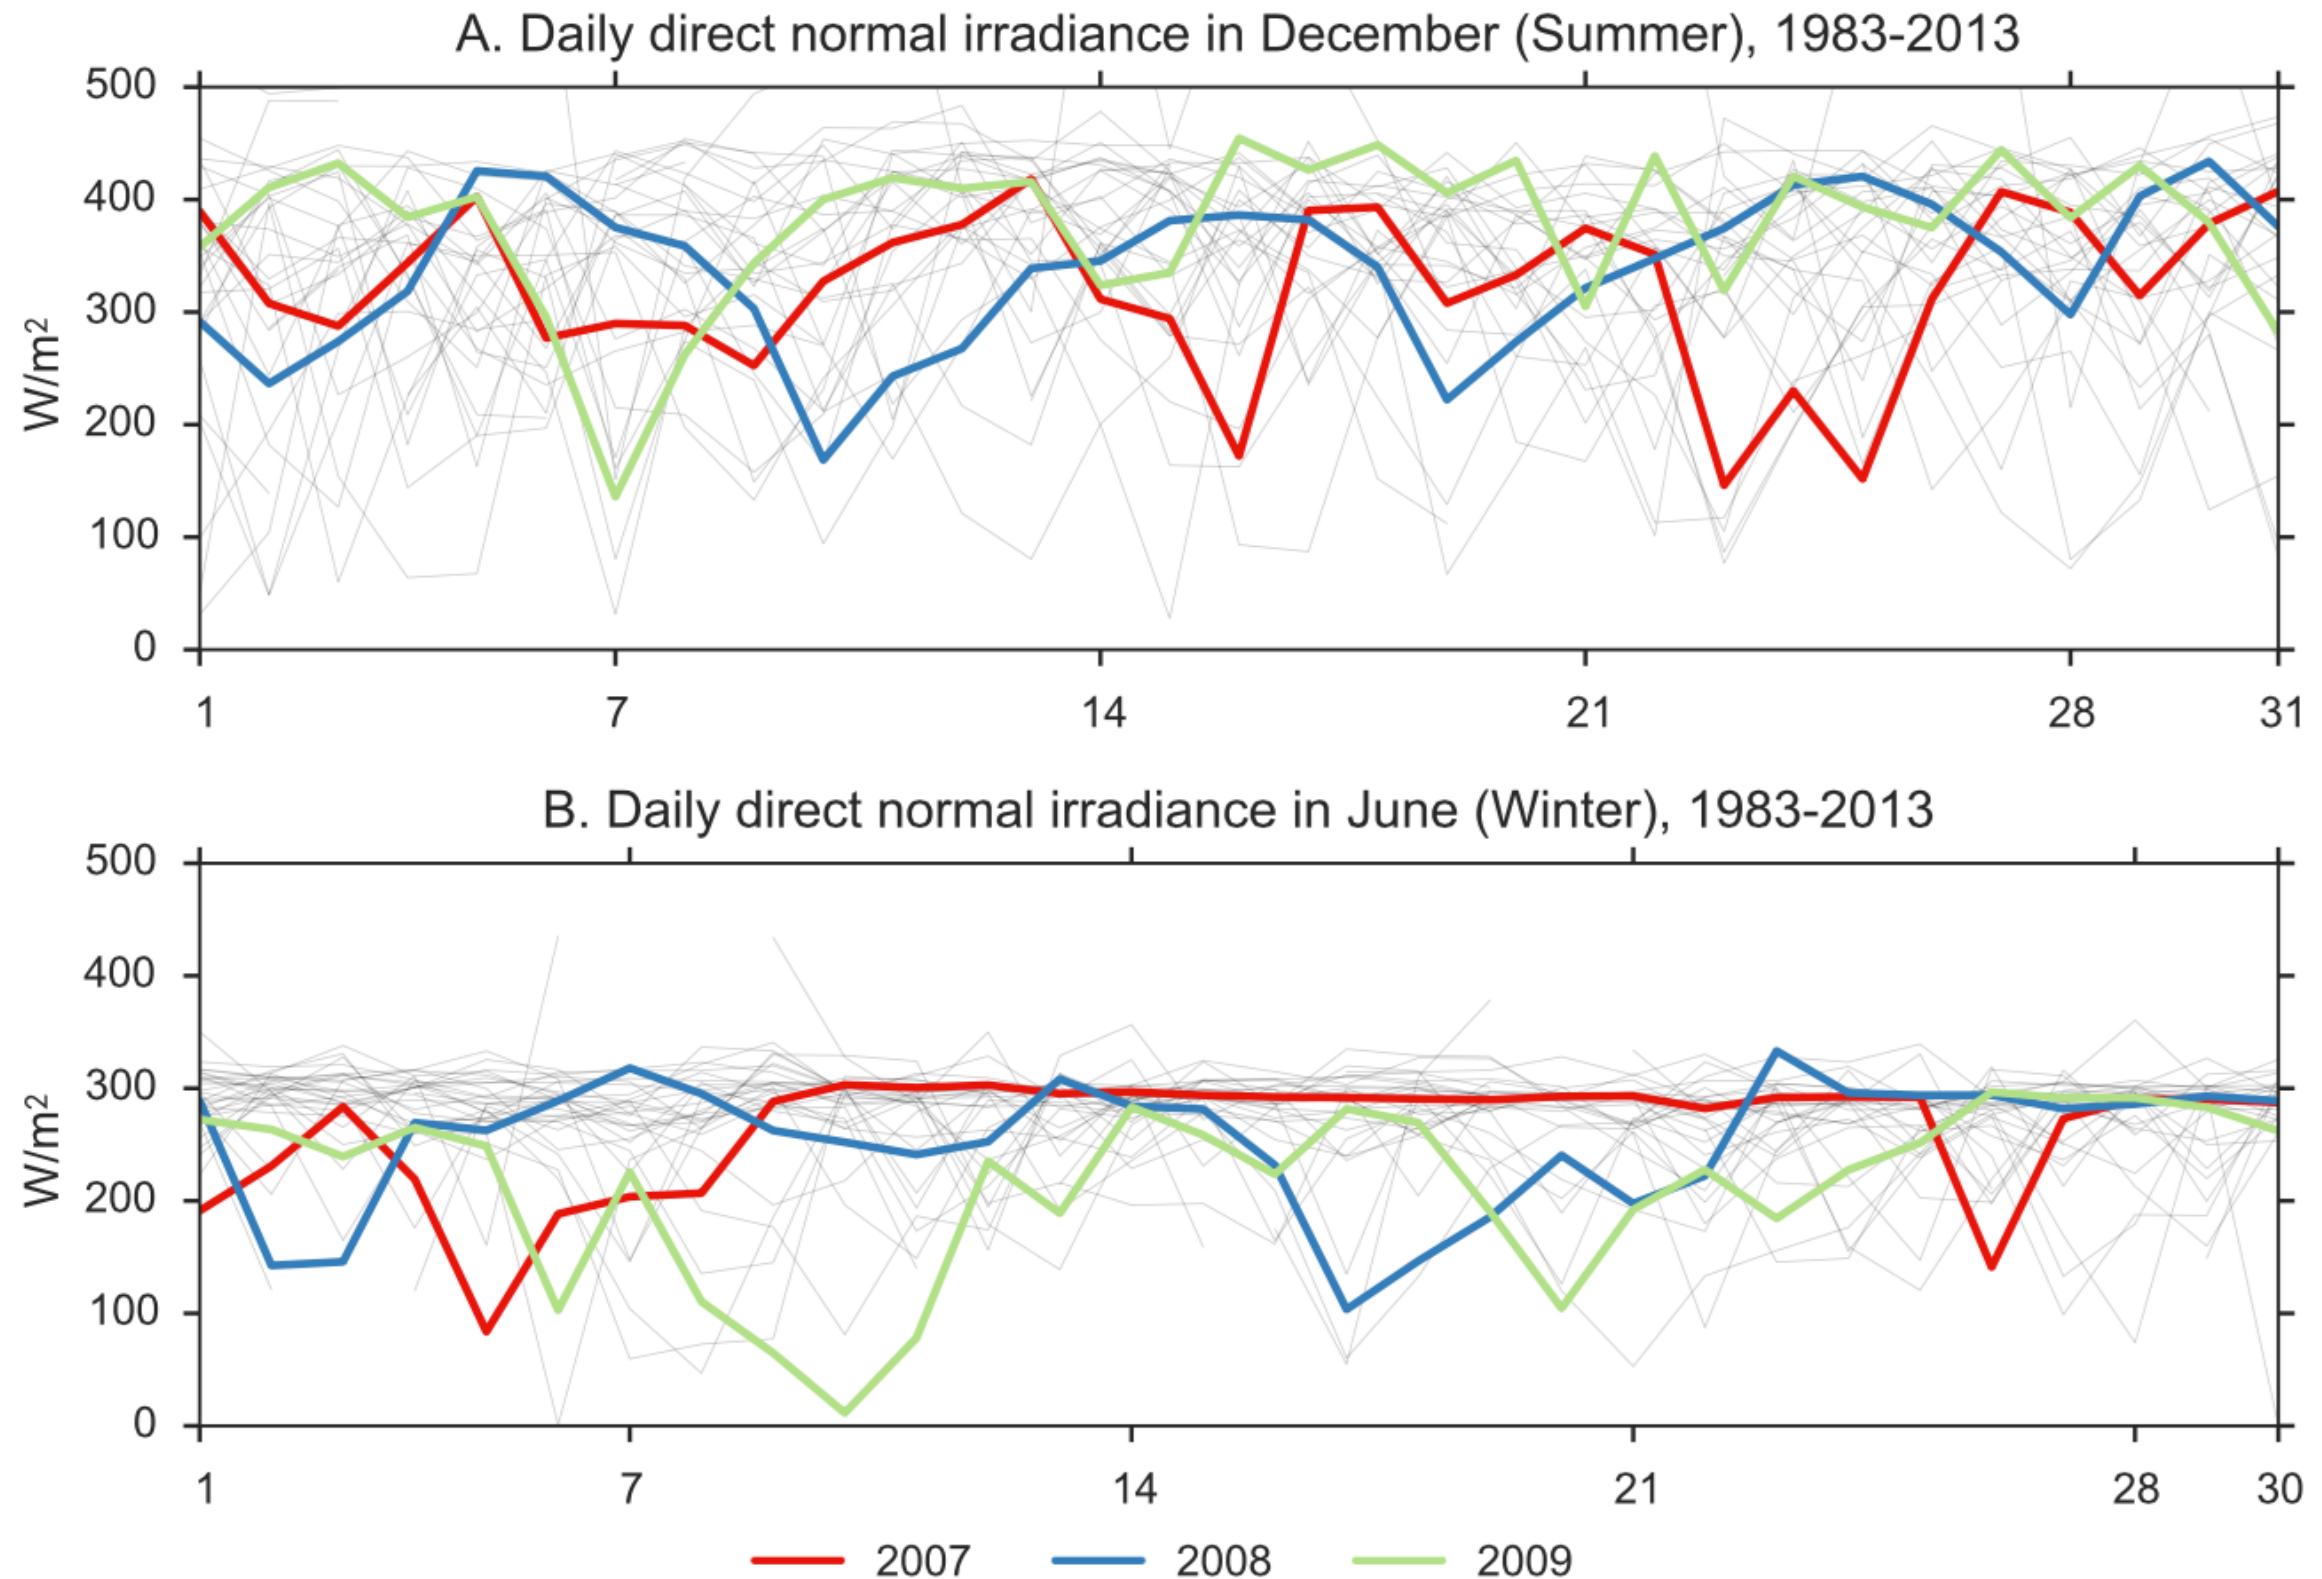 A. Daily direct normal irradiance in December (Summer), 1983-2013
500
400
300
200
100
0
W/m²
1 7 14 21 28 31
B. Daily direct normal irradiance in June (Winter), 1983-2013
500
400
300
200
100
0
W/m²
1 7 14 21 28 30
2007 2008 2009